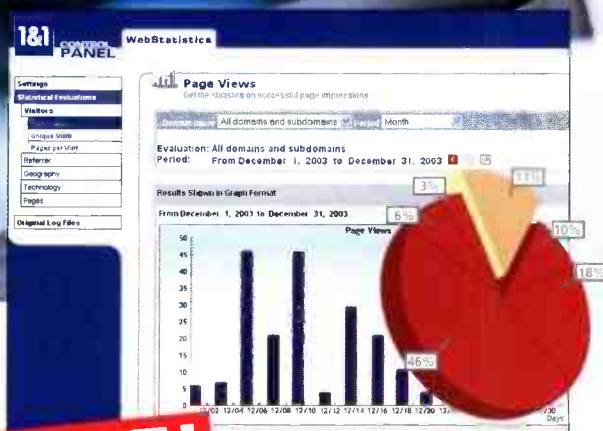 1&1 CONTROL PANEL
WebStatistics
Settings
Statistical Evaluations
Visitors
Unique Visits
Pages per Visit
Referrer
Geography
Technology
Pages
Original Log Files
Page Views
Get the statistics on successful page impressions
Domain name All domains and subdomains Period Month
Evaluation: All domains and subdomains
Period: From December 1, 2003 to December 31, 2003
Results Shown in Graph Format
From December 1, 2003 to December 31, 2003
Page Views
50
45
40
35
30
25
20
15
10
5
0
12/02 12/04 12/06 12/08 12/10 12/12 12/14 12/16 12/18 12/20
Days
3%
6%
10%
18%
46%